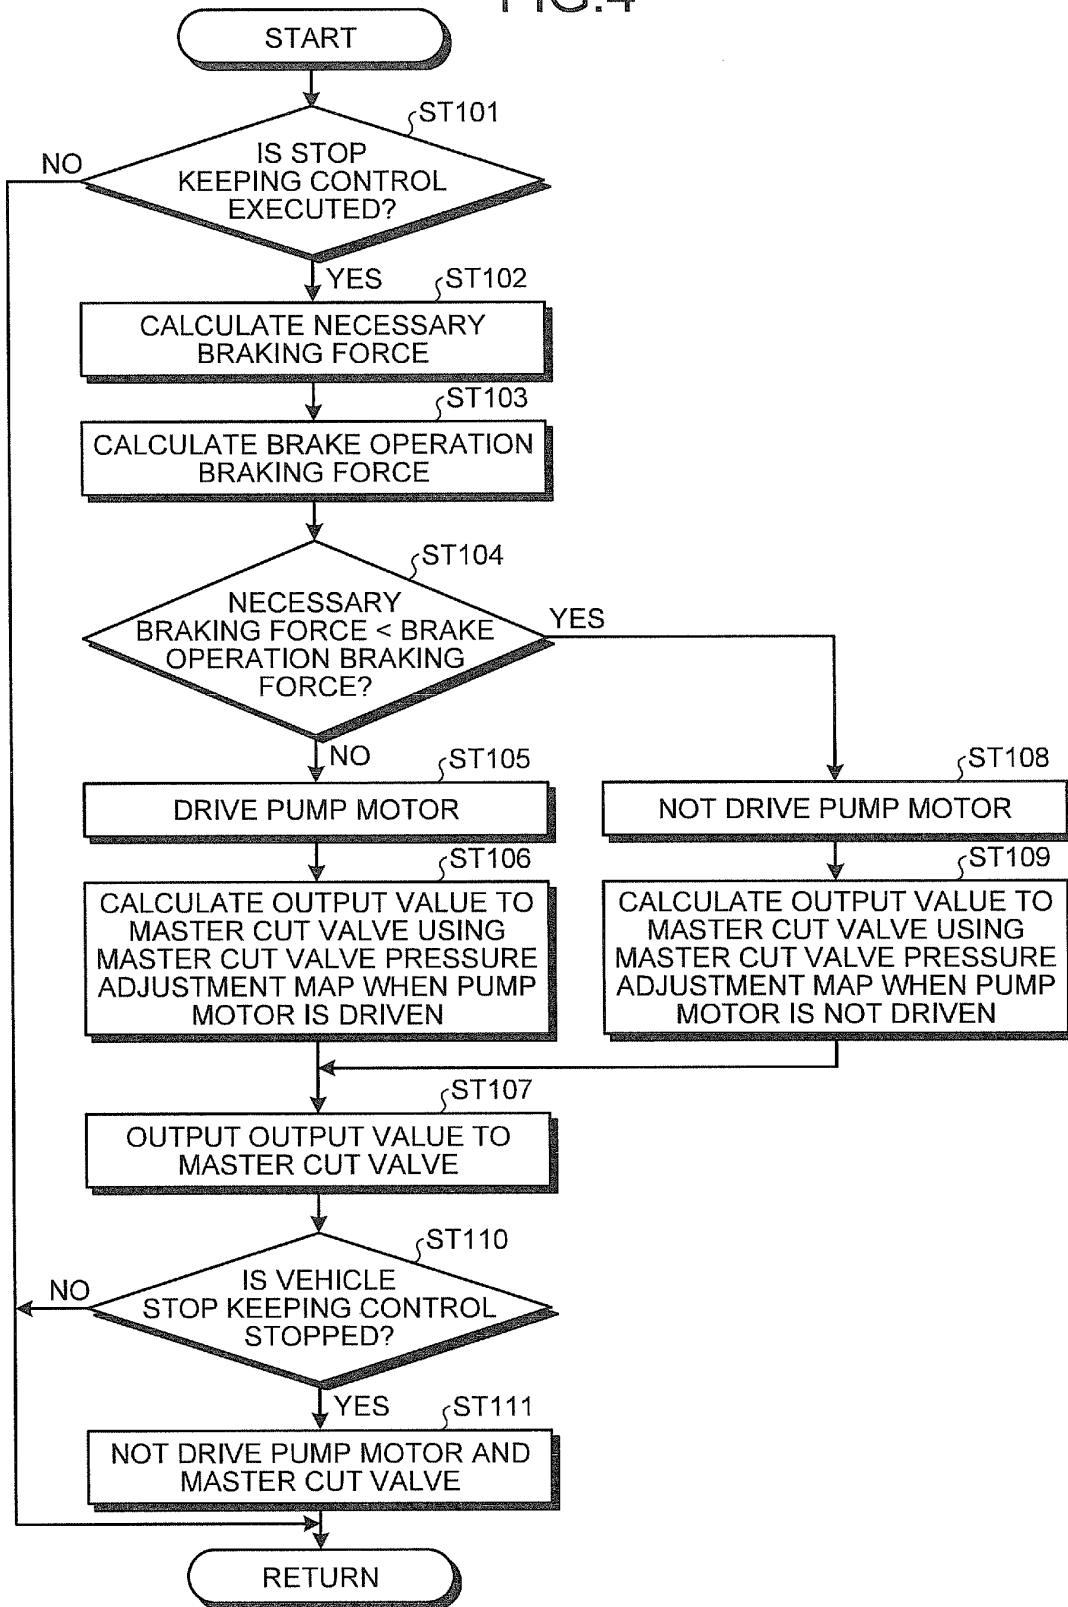 FIG.4
START
ST101
IS STOP
KEEPING CONTROL
EXECUTED?
NO
YES
ST102
CALCULATE NECESSARY
BRAKING FORCE
ST103
CALCULATE BRAKE OPERATION
BRAKING FORCE
ST104
NECESSARY
BRAKING FORCE < BRAKE
OPERATION BRAKING
FORCE?
YES
NO
ST105
DRIVE PUMP MOTOR
ST108
NOT DRIVE PUMP MOTOR
ST106
CALCULATE OUTPUT VALUE TO
MASTER CUT VALVE USING
MASTER CUT VALVE PRESSURE
ADJUSTMENT MAP WHEN PUMP
MOTOR IS DRIVEN
ST109
CALCULATE OUTPUT VALUE TO
MASTER CUT VALVE USING
MASTER CUT VALVE PRESSURE
ADJUSTMENT MAP WHEN PUMP
MOTOR IS NOT DRIVEN
ST107
OUTPUT OUTPUT VALUE TO
MASTER CUT VALVE
ST110
IS VEHICLE
STOP KEEPING CONTROL
STOPPED?
NO
YES
ST111
NOT DRIVE PUMP MOTOR AND
MASTER CUT VALVE
RETURN